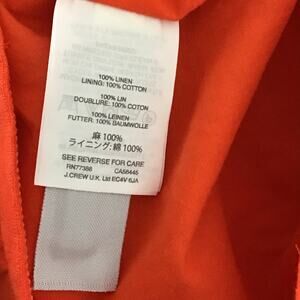 100% LINEN
LINING: 100% COTTON
100% LIN
DOUBLURE: 100% COTON
100% LEINEN
FUTTER: 100% BAUMWOLLE
麻 100%
ライニング: 綿 100%
SEE REVERSE FOR CARE
RN77388 CA56445
J.CREW U.K. Ltd EC4V 6JA